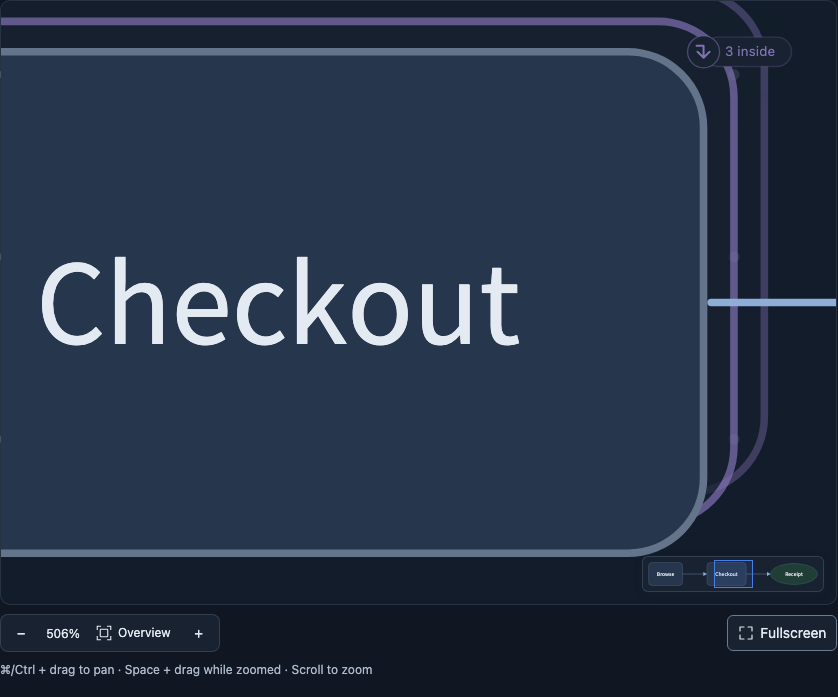 3 inside
Checkout
Browse
Checkout
Receipt
− 506% Overview +
Fullscreen
⌘/Ctrl + drag to pan · Space + drag while zoomed · Scroll to zoom